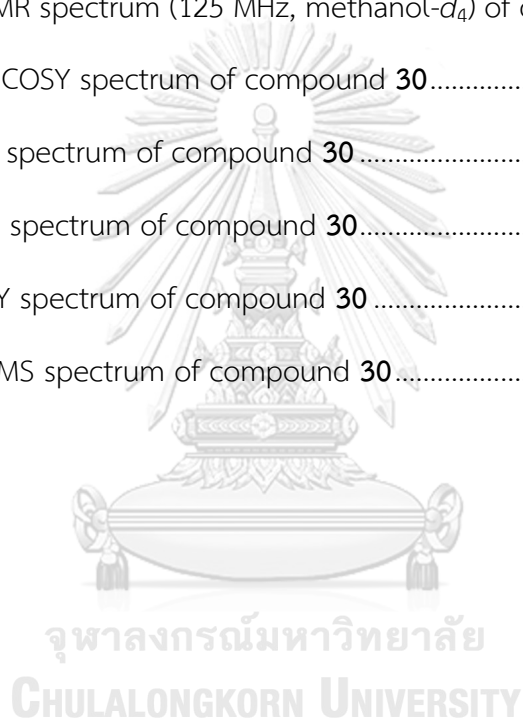 MR spectrum (125 MHz, methanol-d4) of c
COSY spectrum of compound 30.............
spectrum of compound 30.......................
spectrum of compound 30.......................
Y spectrum of compound 30.....................
MS spectrum of compound 30..................
จุฬาลงกรณ์มหาวิทยาลัย
CHULALONGKORN UNIVERSITY